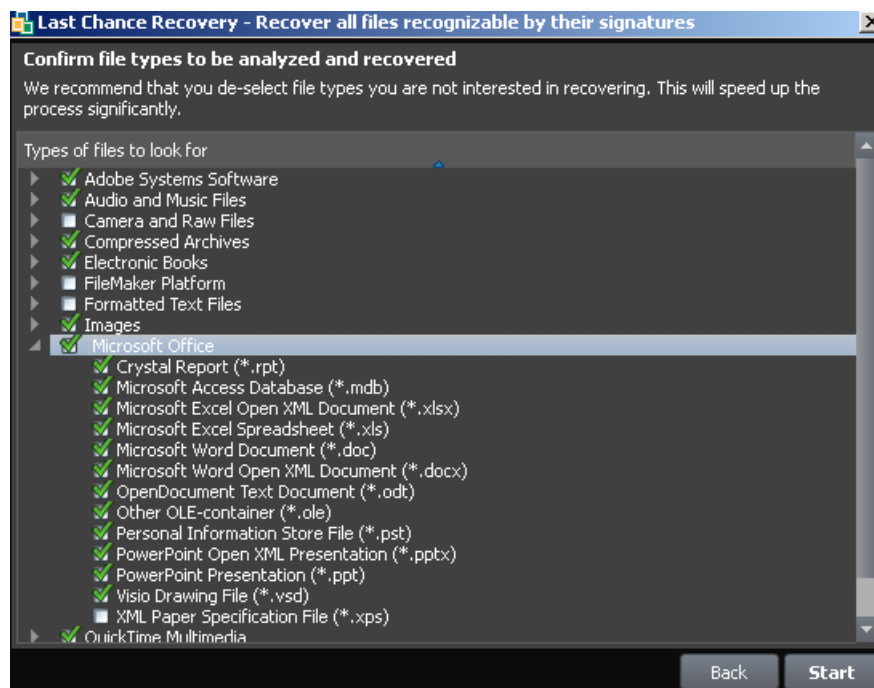 Last Chance Recovery - Recover all files recognizable by their signatures
Confirm file types to be analyzed and recovered
We recommend that you de-select file types you are not interested in recovering. This will speed up the
process significantly.
Types of files to look for
Adobe Systems Software
Audio and Music Files
Camera and Raw Files
Compressed Archives
Electronic Books
FileMaker Platform
Formatted Text Files
Images
Microsoft Office
Crystal Report (*.rpt)
Microsoft Access Database (*.mdb)
Microsoft Excel Open XML Document (*.xlsx)
Microsoft Excel Spreadsheet (*.xls)
Microsoft Word Document (*.doc)
Microsoft Word Open XML Document (*.docx)
OpenDocument Text Document (*.odt)
Other OLE-container (*.ole)
Personal Information Store File (*.pst)
PowerPoint Open XML Presentation (*.pptx)
PowerPoint Presentation (*.ppt)
Visio Drawing File (*.vsd)
XML Paper Specification File (*.xps)
QuickTime Multimedia
Back Start